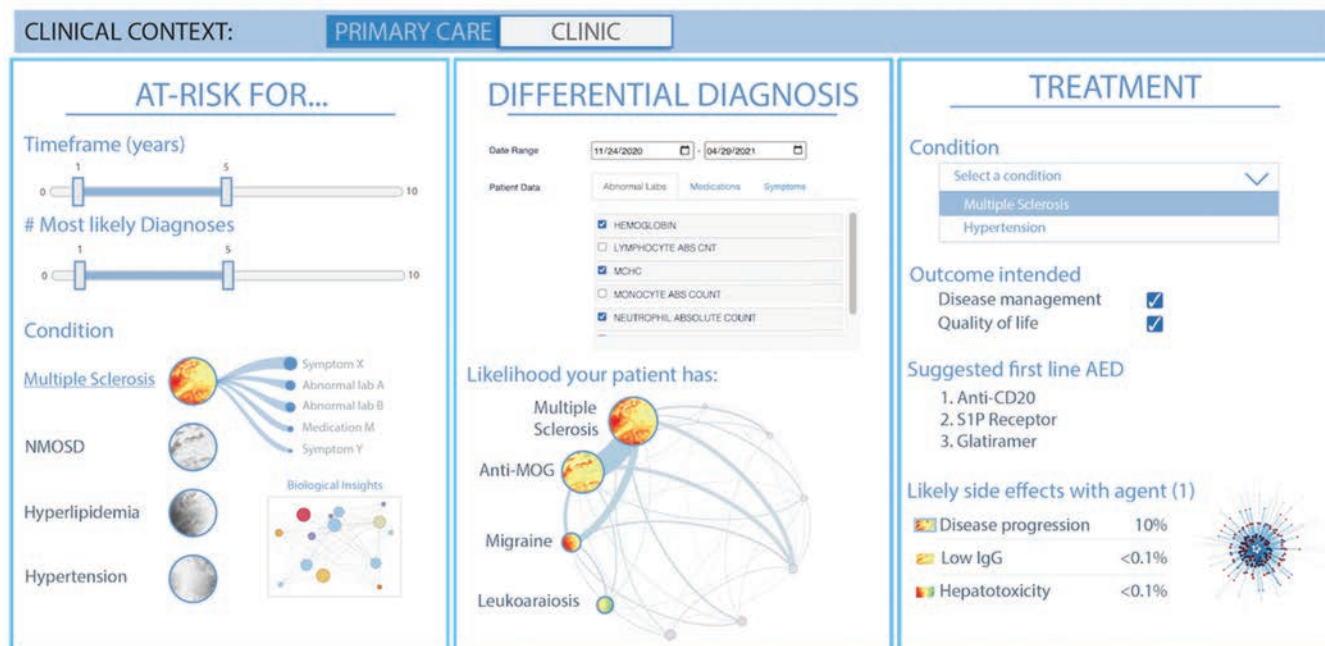 CLINICAL CONTEXT: PRIMARY CARE CLINIC
AT-RISK FOR...
Timeframe (years)
1 5
0 10
# Most likely Diagnoses
1 5
0 10
Condition
Multiple Sclerosis
Symptom X
Abnormal lab A
Abnormal lab B
Medication M
Symptom Y
NMOSD
Biological Insights
Hyperlipidemia
Hypertension
DIFFERENTIAL DIAGNOSIS
Date Range 11/24/2020 - 04/29/2021
Patient Data Abnormal Labs Medications Symptoms
HEMOGLOBIN
LYMPHOCYTE ABS CNT
MCHC
MONOCYTE ABS COUNT
NEUTROPHIL ABSOLUTE COUNT
Likelihood your patient has:
Multiple
Sclerosis
Anti-MOG
Migraine
Leukoaraiosis
TREATMENT
Condition
Select a condition
Multiple Sclerosis
Hypertension
Outcome intended
Disease management
Quality of life
Suggested first line AED
1. Anti-CD20
2. S1P Receptor
3. Glatiramer
Likely side effects with agent (1)
Disease progression 10%
Low IgG <0.1%
Hepatotoxicity <0.1%